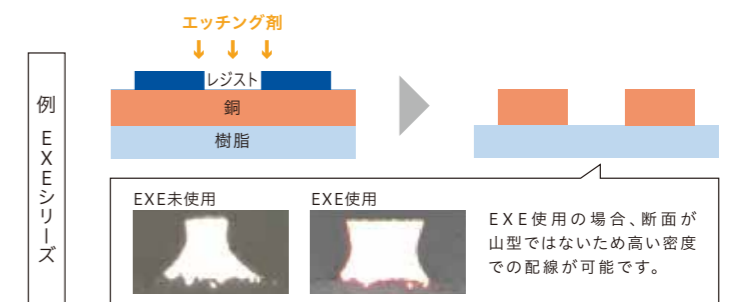 エッチング剤
レジスト
銅
樹脂
例 EXEシリーズ
EXE未使用
EXE使用
EXE使用の場合、断面が
山型ではないため高い密度
での配線が可能です。